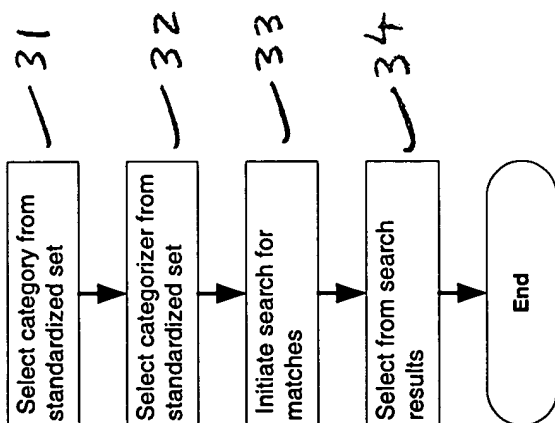 Select category from
standardized set
31
Select categorizer from
standardized set
32
Initiate search for
matches
33
Select from search
results
34
End